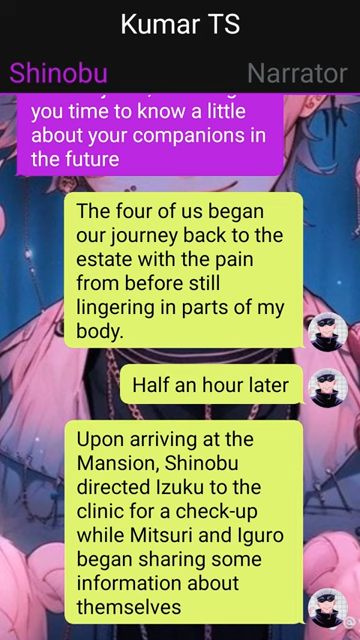 Kumar TS
Shinobu
Narrator
you time to know a little
about your companions in
the future
The four of us began
our journey back to the
estate with the pain
from before still
lingering in parts of my
body.
Half an hour later
Upon arriving at the
Mansion, Shinobu
directed Izuku to the
clinic for a check-up
while Mitsuri and Iguro
began sharing some
information about
themselves